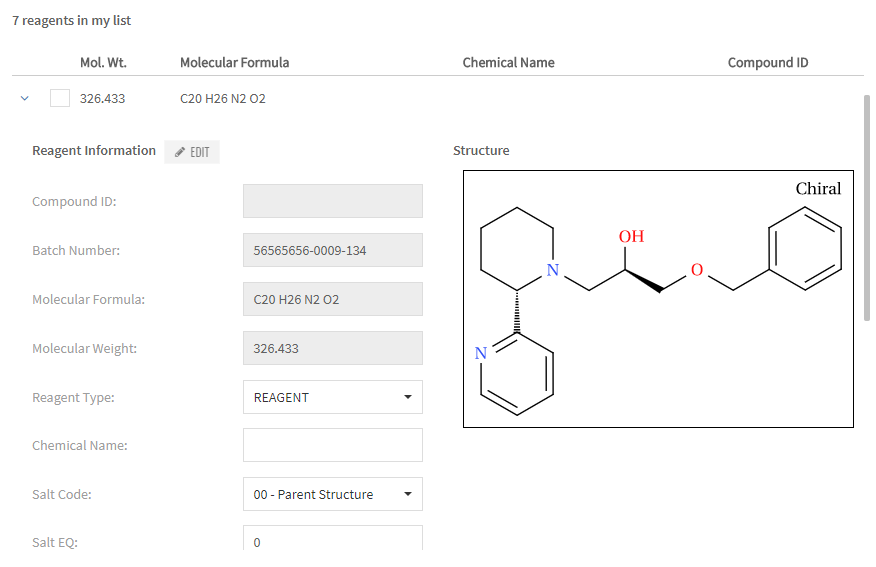 7 reagents in my list
Mol. Wt. Molecular Formula Chemical Name Compound ID
326.433 C20 H26 N2 O2
Reagent Information EDIT
Structure
Compound ID:
Batch Number: 56565656-0009-134
Molecular Formula: C20 H26 N2 O2
Molecular Weight: 326.433
Reagent Type: REAGENT
Chemical Name:
Salt Code: 00 - Parent Structure
Salt EQ: 0
Chiral
OH
N O
N